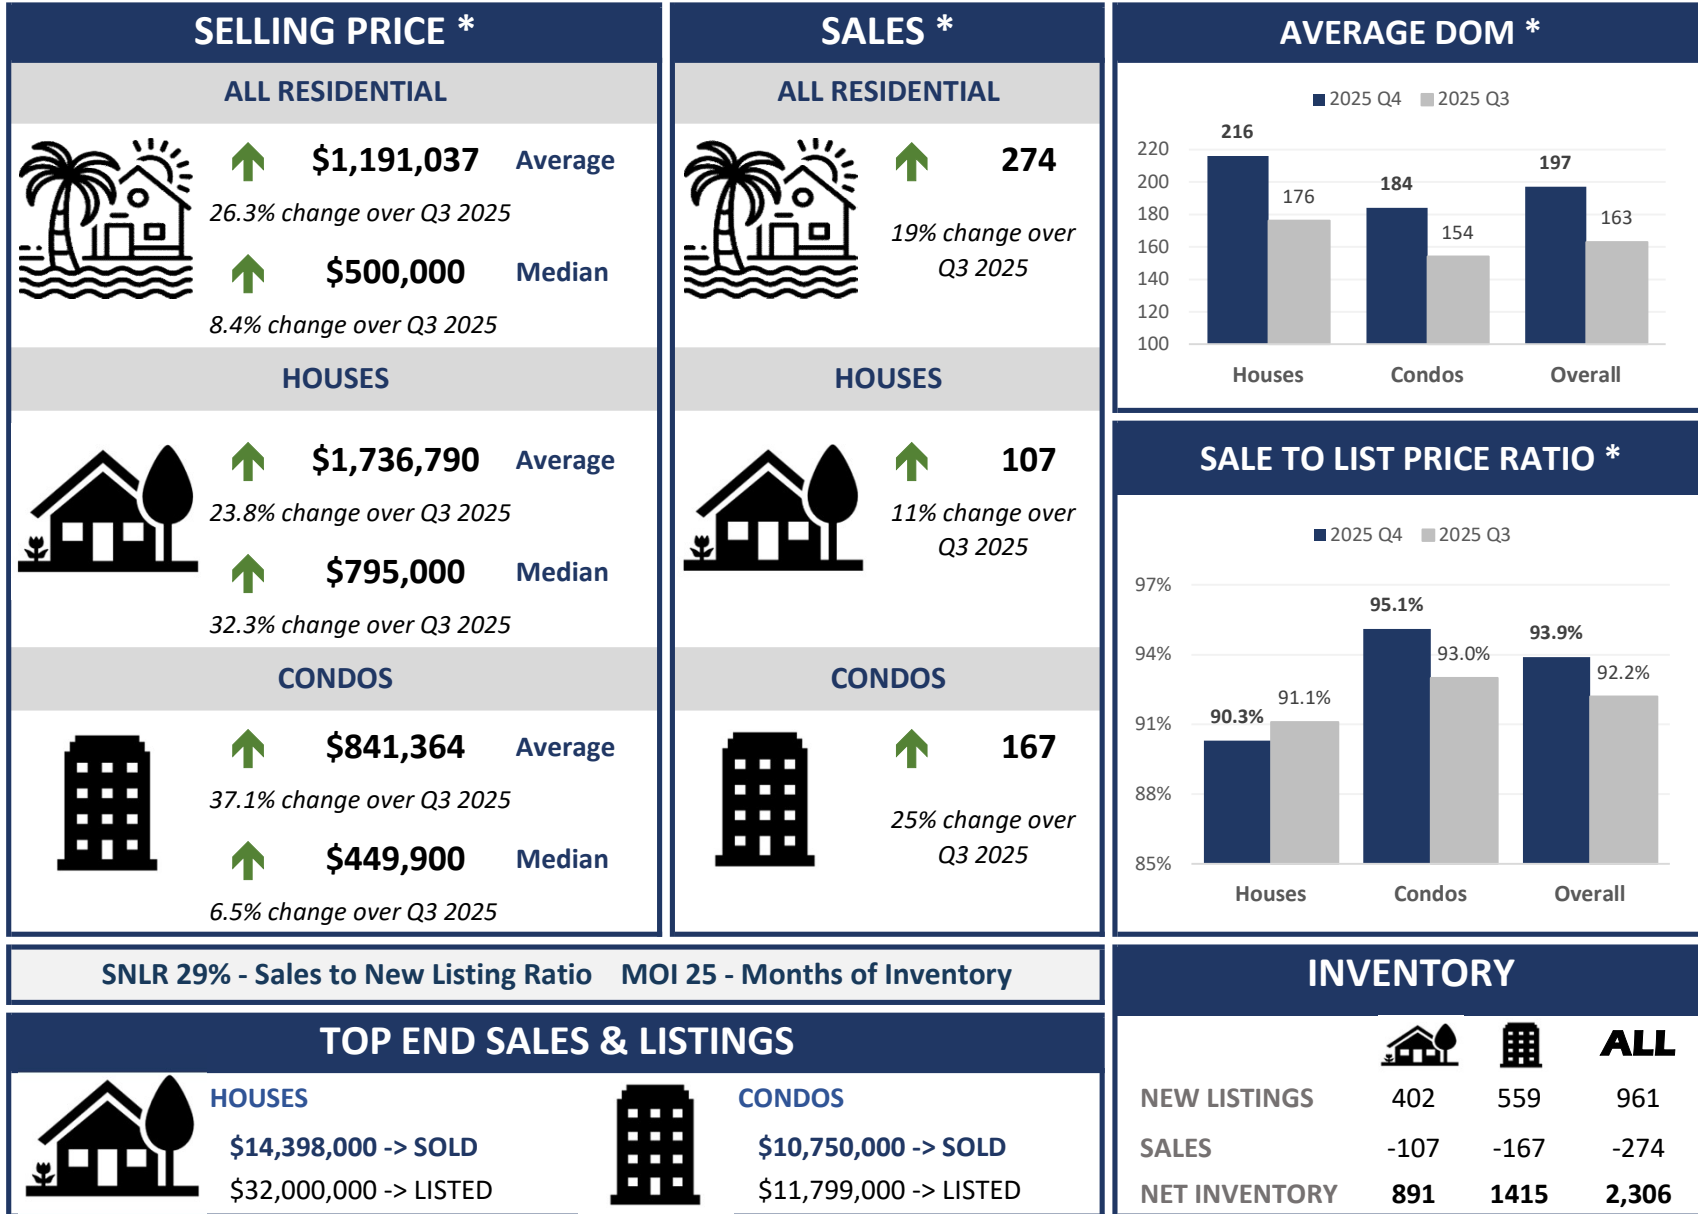 SELLING PRICE *
ALL RESIDENTIAL
$1,191,037 Average
26.3% change over Q3 2025
$500,000 Median
8.4% change over Q3 2025
HOUSES
$1,736,790 Average
23.8% change over Q3 2025
$795,000 Median
32.3% change over Q3 2025
CONDOS
$841,364 Average
37.1% change over Q3 2025
$449,900 Median
6.5% change over Q3 2025
SALES *
ALL RESIDENTIAL
274
19% change over
Q3 2025
HOUSES
107
11% change over
Q3 2025
CONDOS
167
25% change over
Q3 2025
AVERAGE DOM *
2025 Q4 2025 Q3
220
200
180
160
140
120
100
216
176
184
154
197
163
Houses Condos Overall
SALE TO LIST PRICE RATIO *
2025 Q4 2025 Q3
97%
94%
91%
88%
85%
90.3%
91.1%
95.1%
93.0%
93.9%
92.2%
Houses Condos Overall
SNLR 29% - Sales to New Listing Ratio MOI 25 - Months of Inventory
TOP END SALES & LISTINGS
HOUSES
$14,398,000 -> SOLD
$32,000,000 -> LISTED
CONDOS
$10,750,000 -> SOLD
$11,799,000 -> LISTED
INVENTORY
ALL
NEW LISTINGS 402 559 961
SALES -107 -167 -274
NET INVENTORY 891 1415 2,306